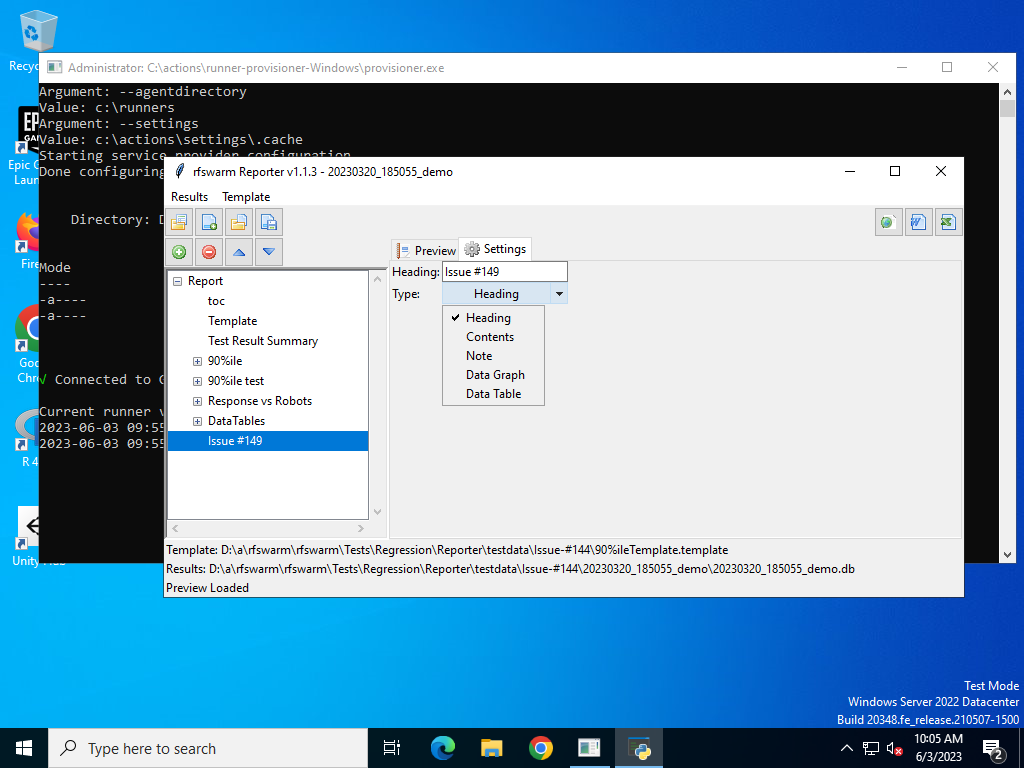 Recyc
Administrator: C:\actions\runner-provisioner-Windows\provisioner.exe
Argument: --agentdirectory
Value: c:\runners
Argument: --settings
Value: c:\actions\settings\.cache
Starting service provider configuration
Done configuring
Directory: D
Mode
----
-a----
-a----
√ Connected to G
Current runner v
2023-06-03 09:55
2023-06-03 09:55
EPIC
GA
Epic G
Laun
Fire
Goo
Chr
R 4
Unity Hub
rfswarm Reporter v1.1.3 - 20230320_185055_demo
Results Template
Preview Settings
Report
toc
Template
Test Result Summary
90%ile
90%ile test
Response vs Robots
DataTables
Issue #149
Heading: Issue #149
Type: Heading
Heading
Contents
Note
Data Graph
Data Table
Template: D:\a\rfswarm\rfswarm\Tests\Regression\Reporter\testdata\Issue-#144\90%ileTemplate.template
Results: D:\a\rfswarm\rfswarm\Tests\Regression\Reporter\testdata\Issue-#144\20230320_185055_demo\20230320_185055_demo.db
Preview Loaded
Test Mode
Windows Server 2022 Datacenter
Build 20348.fe_release.210507-1500
Type here to search
10:05 AM
6/3/2023
2